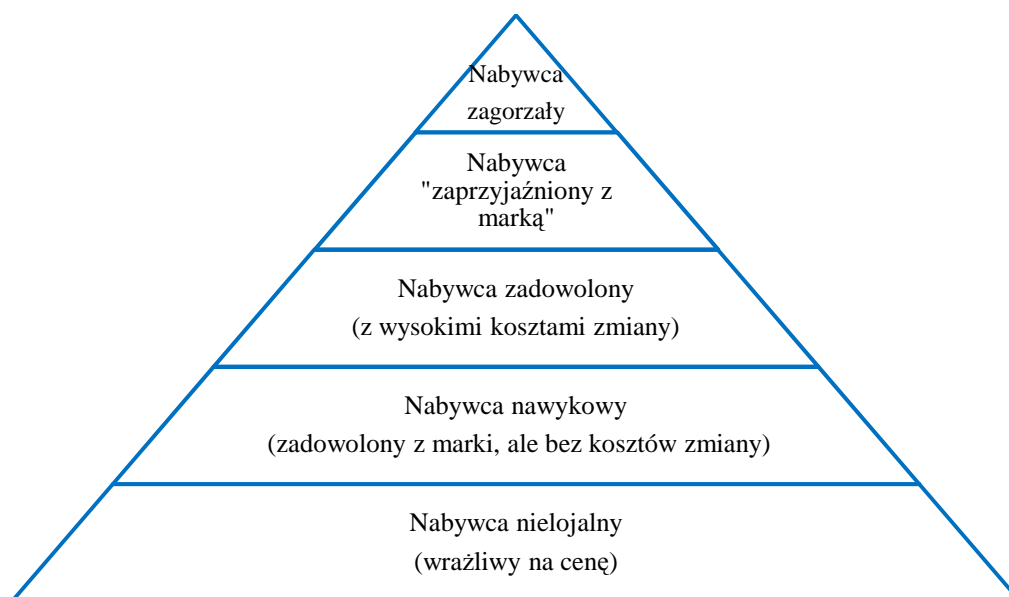 Nabywca
zagorzały
Nabywca
"zaprzyjaźniony z
marką"
Nabywca zadowolony
(z wysokimi kosztami zmiany)
Nabywca nawykowy
(zadowolony z marki, ale bez kosztów zmiany)
Nabywca nielojalny
(wrażliwy na cenę)